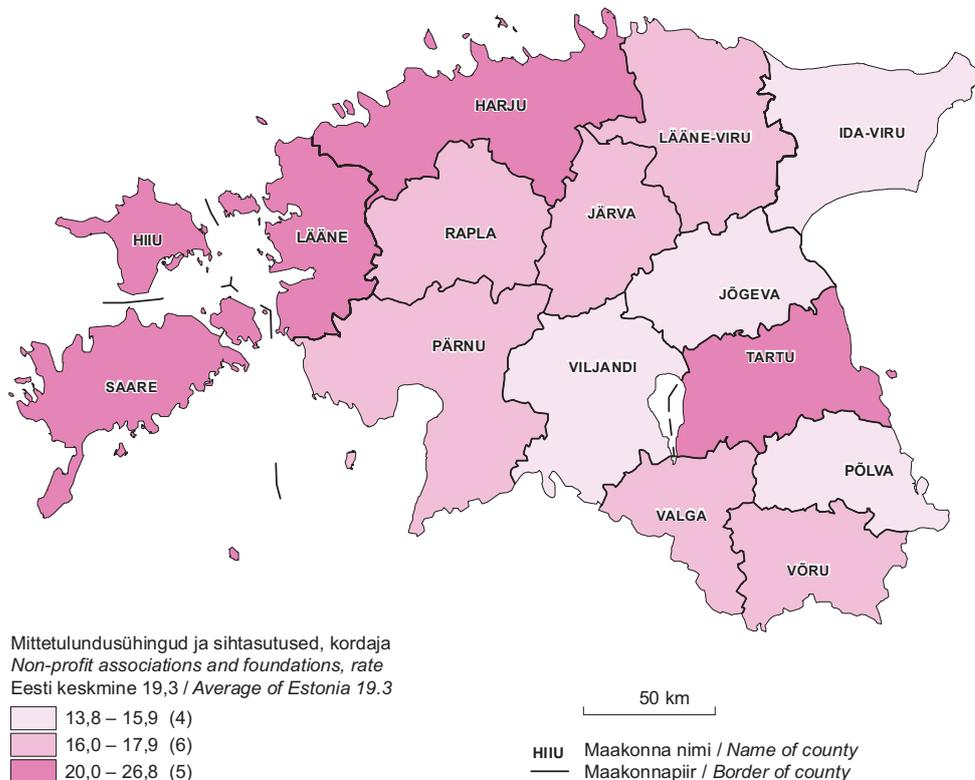 HARJU
LÄÄNE-VIRU
IDA-VIRU
JÄRVA
RAPLA
LÄÄNE
HIIU
JÕGEVA
PÄRNU
TARTU
VILJANDI
SAARE
PÕLVA
VALGA
VÕRU
Mittetulundusühingud ja sihtasutused, kordaja
Non-profit associations and foundations, rate
Eesti keskmine 19,3 / Average of Estonia 19.3
13,8 – 15,9 (4)
16,0 – 17,9 (6)
20,0 – 26,8 (5)
50 km
HIIU Maakonna nimi / Name of county
Maakonnapiir / Border of county